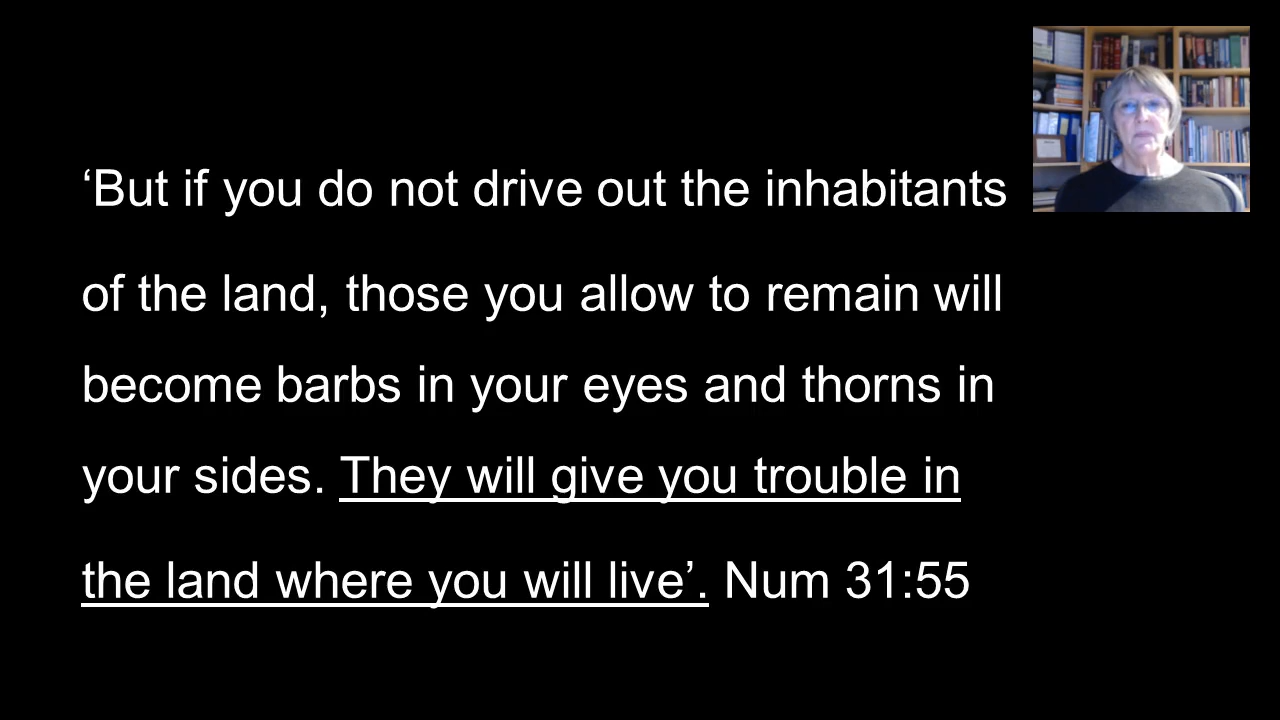 ‘But if you do not drive out the inhabitants
of the land, those you allow to remain will
become barbs in your eyes and thorns in
your sides. They will give you trouble in
the land where you will live’. Num 31:55